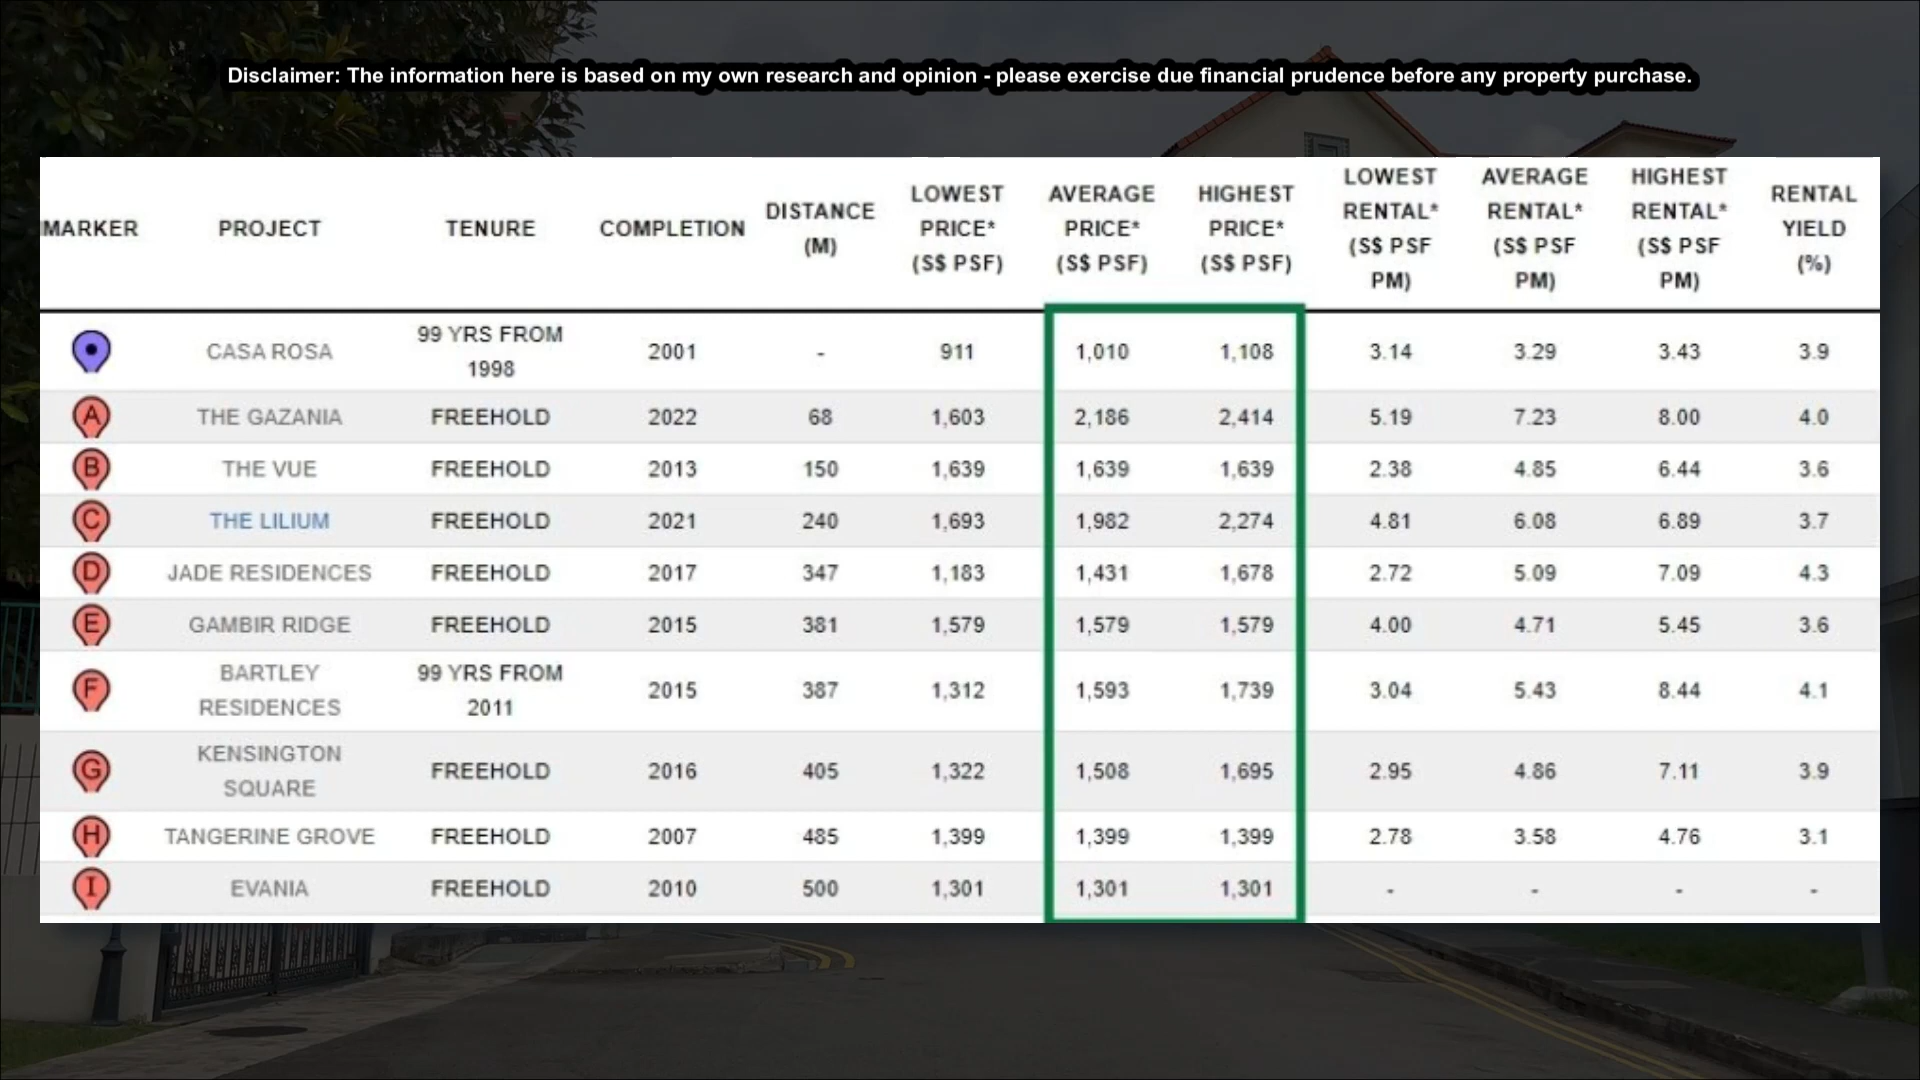 Disclaimer: The information here is based on my own research and opinion - please exercise due financial prudence before any property purchase.
MARKER PROJECT TENURE COMPLETION DISTANCE (M) LOWEST PRICE* (S$ PSF) AVERAGE PRICE* (S$ PSF) HIGHEST PRICE* (S$ PSF) LOWEST RENTAL* (S$ PSF PM) AVERAGE RENTAL* (S$ PSF PM) HIGHEST RENTAL* (S$ PSF PM) RENTAL YIELD (%)
CASA ROSA 99 YRS FROM 1998 2001 - 911 1,010 1,108 3.14 3.29 3.43 3.9
A THE GAZANIA FREEHOLD 2022 68 1,603 2,186 2,414 5.19 7.23 8.00 4.0
B THE VUE FREEHOLD 2013 150 1,639 1,639 1,639 2.38 4.85 6.44 3.6
C THE LILIUM FREEHOLD 2021 240 1,693 1,982 2,274 4.81 6.08 6.89 3.7
D JADE RESIDENCES FREEHOLD 2017 347 1,183 1,431 1,678 2.72 5.09 7.09 4.3
E GAMBIR RIDGE FREEHOLD 2015 381 1,579 1,579 1,579 4.00 4.71 5.45 3.6
F BARTLEY RESIDENCES 99 YRS FROM 2011 2015 387 1,312 1,593 1,739 3.04 5.43 8.44 4.1
G KENSINGTON SQUARE FREEHOLD 2016 405 1,322 1,508 1,695 2.95 4.86 7.11 3.9
H TANGERINE GROVE FREEHOLD 2007 485 1,399 1,399 1,399 2.78 3.58 4.76 3.1
I EVANIA FREEHOLD 2010 500 1,301 1,301 1,301 - - - -